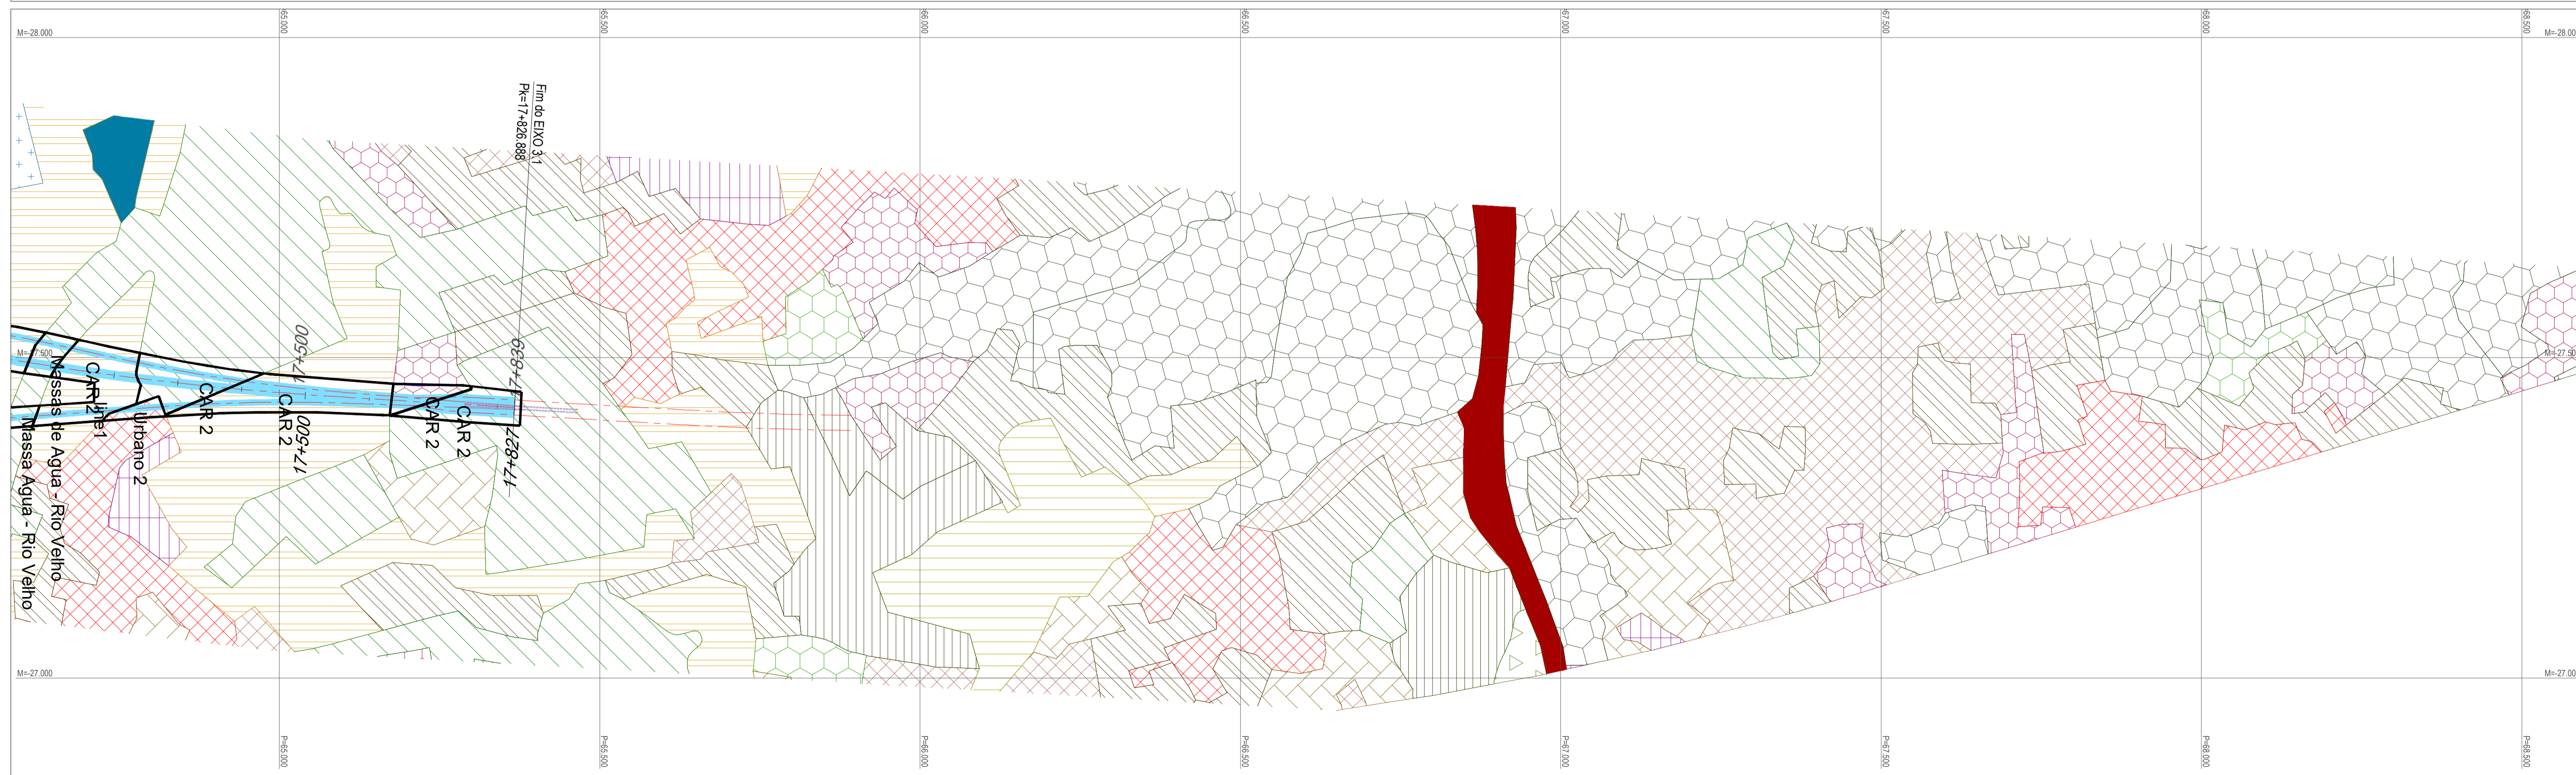 65.000
65.500
66.000
66.500
67.000
67.500
68.000
68.500
M=-28.000
M=-28.00
Fim do EIXO 3.1
Pk=17+826.888
17+500
17+839
M=-27.500
M=-27.50
Massa Agua - Rio Velho
Massas de Agua - Rio Velho
CAR 2
Urbano 2
CAR 2
CAR 2
17+500
CAR 2
CAR 2
17+827
M=-27.000
M=-27.00
P=65.000
P=65.500
P=66.000
P=66.500
P=67.000
P=67.500
P=68.000
P=68.500